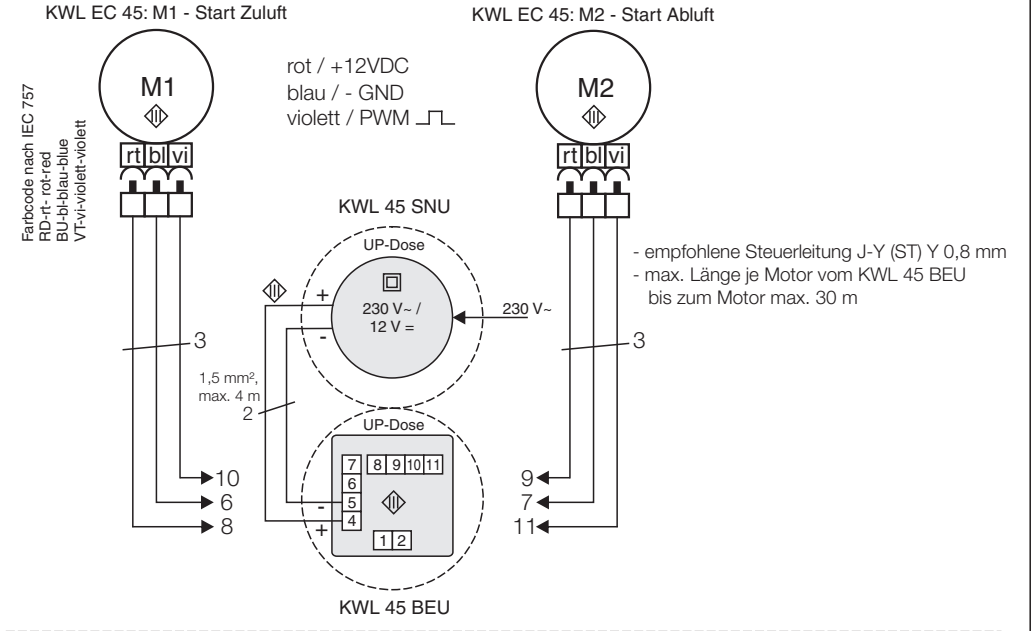 KWL EC 45: M1 - Start Zuluft
KWL EC 45: M2 - Start Abluft
M1
rot / +12VDC
blau / - GND
violett / PWM
M2
Farbcode nach IEC 757
RD-rt- rot-red
BU-bl-blau-blue
VT-vi-violett-violett
rt bl vi
rt bl vi
KWL 45 SNU
UP-Dose
- empfohlene Steuerleitung J-Y (ST) Y 0,8 mm
- max. Länge je Motor vom KWL 45 BEU
bis zum Motor max. 30 m
+
230 V~ /
12 V =
-
230 V~
3
3
1,5 mm²,
max. 4 m
2
UP-Dose
7 8 9 10 11
6
- 5
+ 4
1 2
10
6
8
9
7
11
KWL 45 BEU